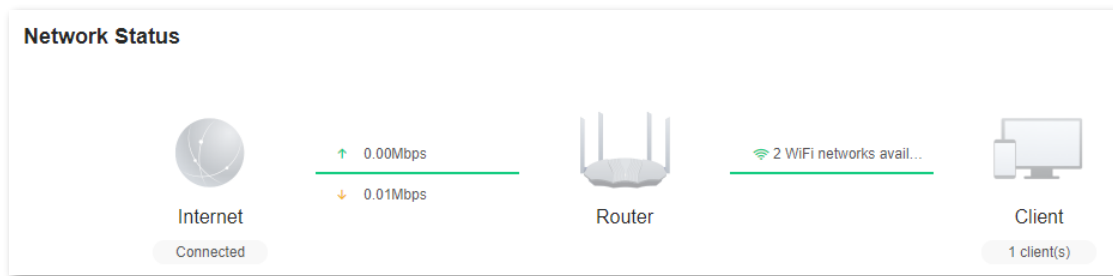 Network Status
0.00Mbps
2 WiFi networks avail...
0.01Mbps
Internet
Router
Client
Connected
1 client(s)